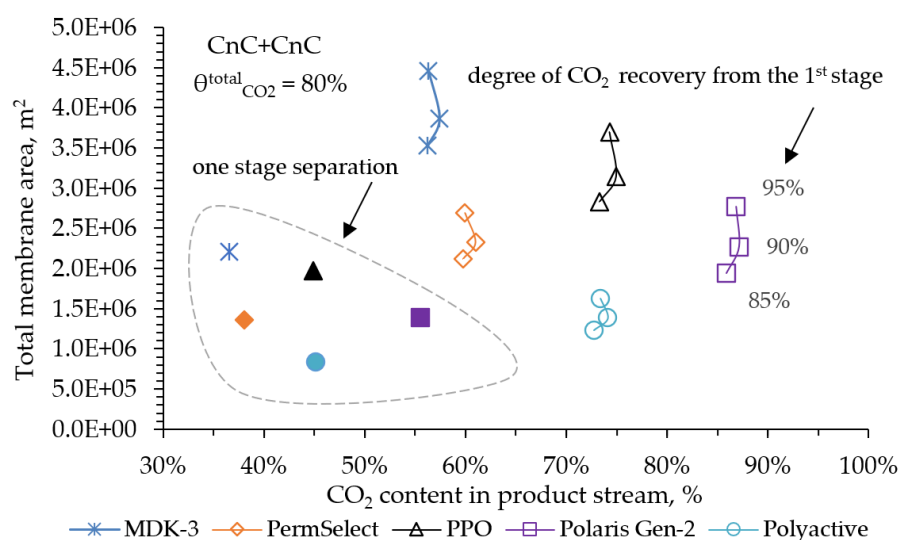 5.0E+06
4.5E+06
4.0E+06
3.5E+06
3.0E+06
2.5E+06
2.0E+06
1.5E+06
1.0E+06
5.0E+05
0.0E+00
Total membrane area, m²
CnC+CnC
θᵗᵒᵗᵃˡ_CO2 = 80%
degree of CO₂ recovery from the 1ˢᵗ stage
one stage separation
95%
90%
85%
30% 40% 50% 60% 70% 80% 90% 100%
CO₂ content in product stream, %
MDK-3 PermSelect PPO Polaris Gen-2 Polyactive